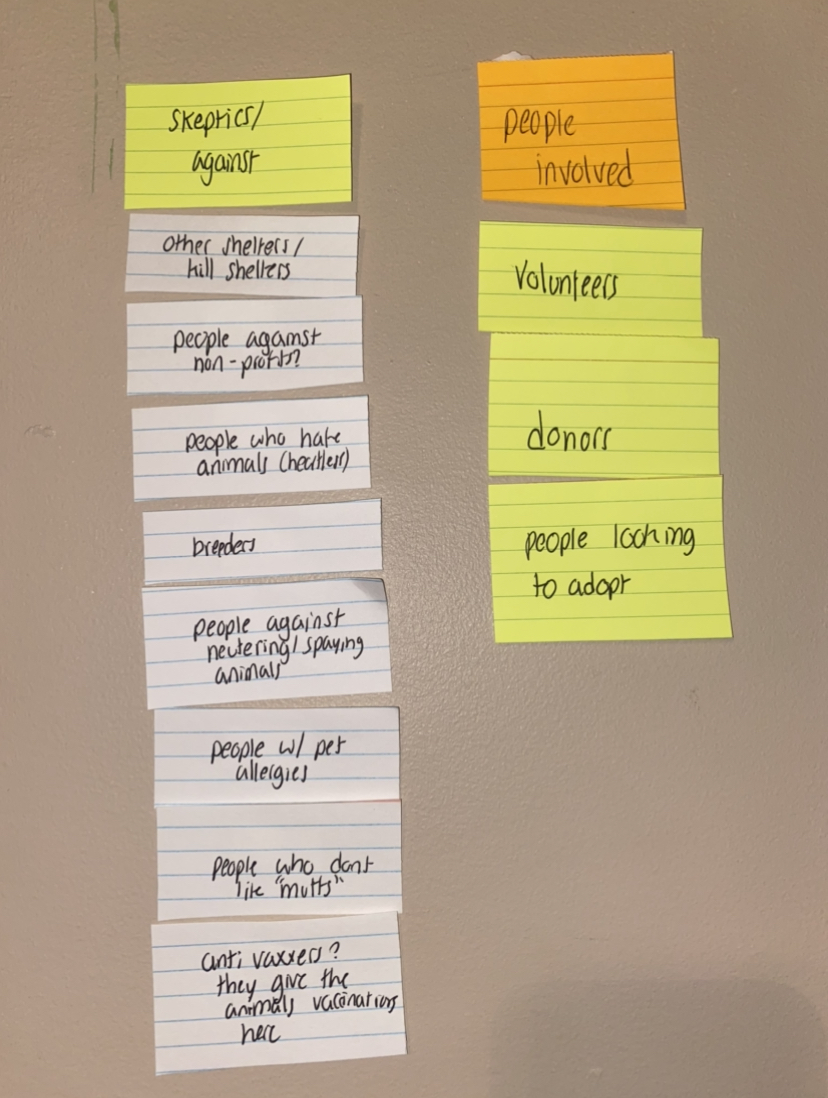 skeptics/
against
other shelters/
kill shelters
people against
non-profits?
people who hate
animals (heartless)
breeders
people against
neutering/spaying
animals
people w/ pet
allergies
people who dont
like "mutts"
anti vaxxers?
they give the
animals vaccinations
here
people
involved
Volunteers
donors
people looking
to adopt